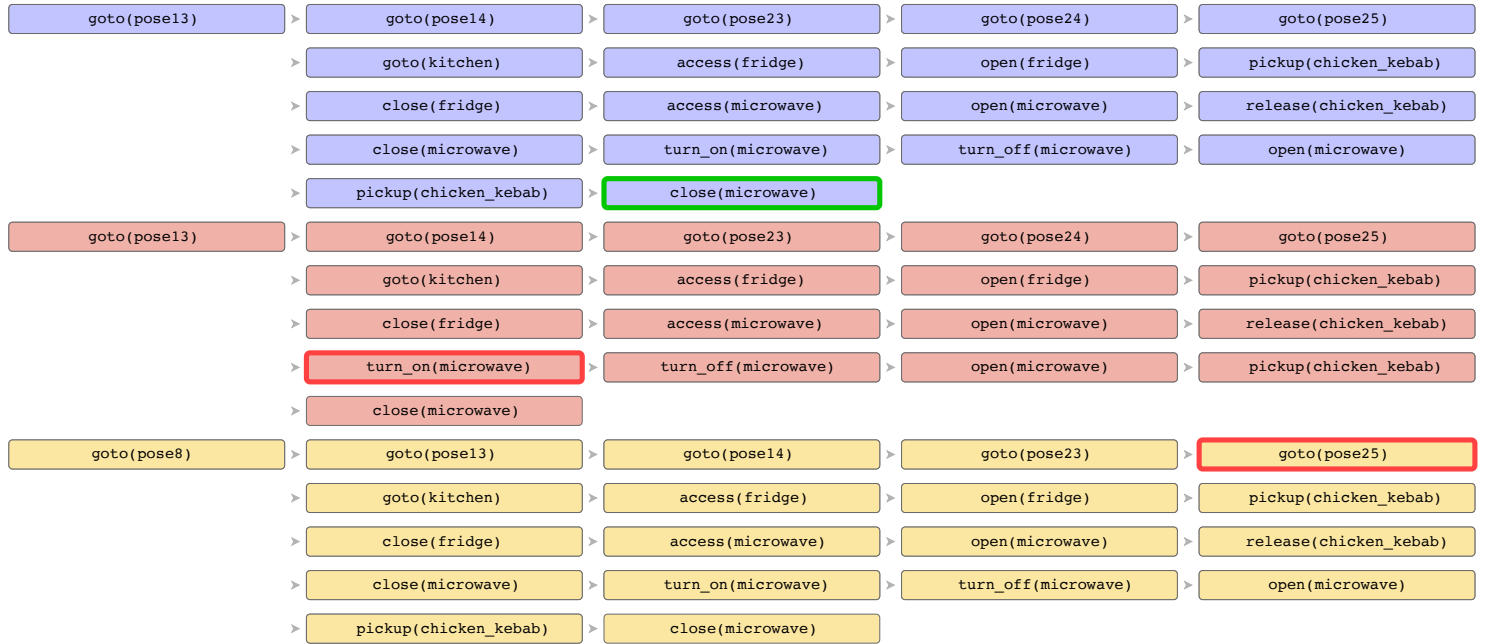 goto(pose13) goto(pose14) goto(pose23) goto(pose24) goto(pose25)
goto(kitchen) access(fridge) open(fridge) pickup(chicken_kebab)
close(fridge) access(microwave) open(microwave) release(chicken_kebab)
close(microwave) turn_on(microwave) turn_off(microwave) open(microwave)
pickup(chicken_kebab) close(microwave)
goto(pose13) goto(pose14) goto(pose23) goto(pose24) goto(pose25)
goto(kitchen) access(fridge) open(fridge) pickup(chicken_kebab)
close(fridge) access(microwave) open(microwave) release(chicken_kebab)
turn_on(microwave) turn_off(microwave) open(microwave) pickup(chicken_kebab)
close(microwave)
goto(pose8) goto(pose13) goto(pose14) goto(pose23) goto(pose25)
goto(kitchen) access(fridge) open(fridge) pickup(chicken_kebab)
close(fridge) access(microwave) open(microwave) release(chicken_kebab)
close(microwave) turn_on(microwave) turn_off(microwave) open(microwave)
pickup(chicken_kebab) close(microwave)